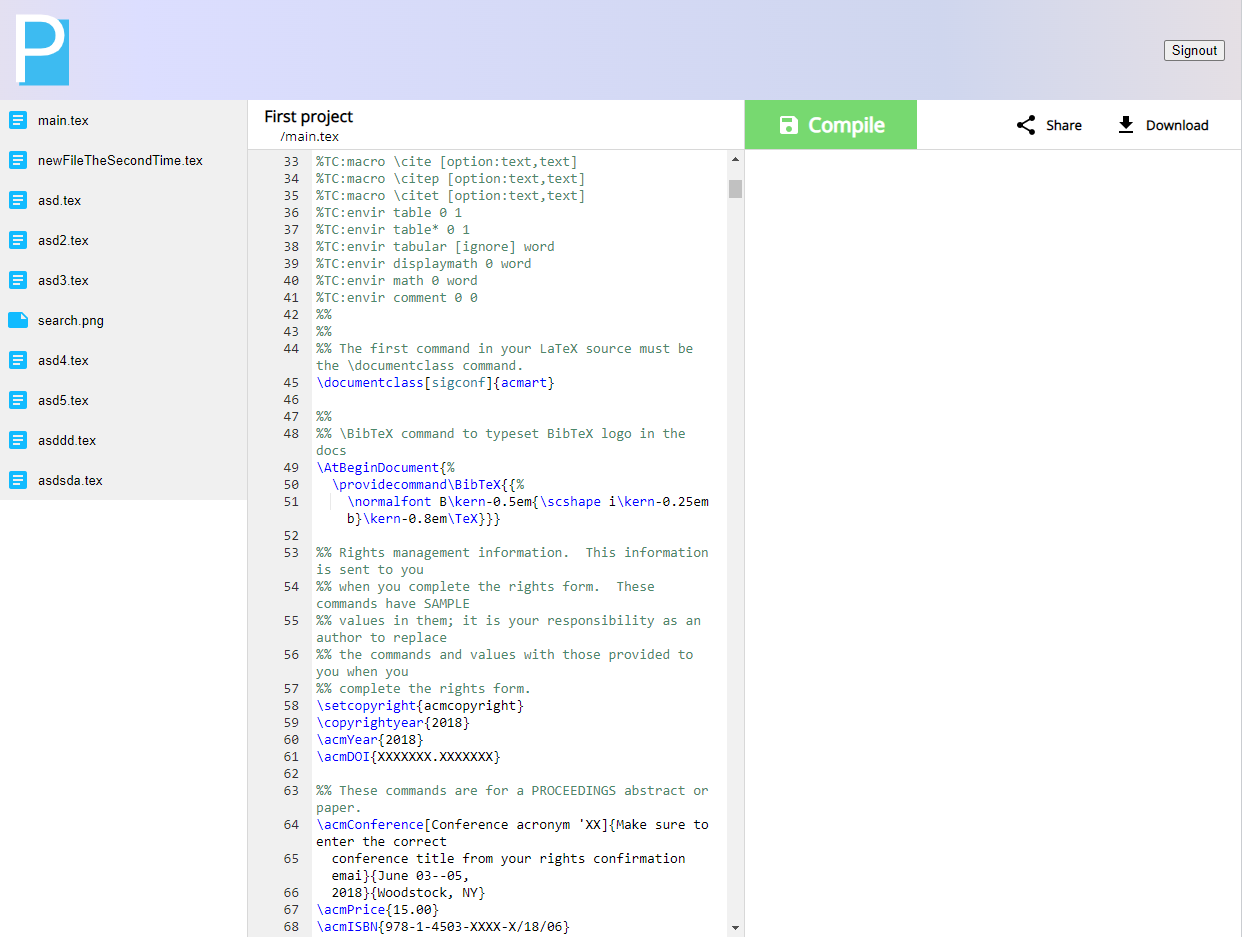 P
Signout
main.tex
newFileTheSecondTime.tex
asd.tex
asd2.tex
asd3.tex
search.png
asd4.tex
asd5.tex
asddd.tex
asdsda.tex
First project
/main.tex
Compile
Share
Download
33 %TC:macro \cite [option:text,text]
34 %TC:macro \citep [option:text,text]
35 %TC:macro \citet [option:text,text]
36 %TC:envir table 0 1
37 %TC:envir table* 0 1
38 %TC:envir tabular [ignore] word
39 %TC:envir displaymath 0 word
40 %TC:envir math 0 word
41 %TC:envir comment 0 0
42 %%
43 %%
44 %% The first command in your LaTeX source must be
the \documentclass command.
45 \documentclass[sigconf]{acmart}
46
47 %%
48 %% \BibTeX command to typeset BibTeX logo in the
docs
49 \AtBeginDocument{%
50 \providecommand\BibTeX{{%
51 \normalfont B\kern-0.5em{\scshape i\kern-0.25em
b}\kern-0.8em\TeX}}}
52
53 %% Rights management information.  This information
is sent to you
54 %% when you complete the rights form.  These
commands have SAMPLE
55 %% values in them; it is your responsibility as an
author to replace
56 %% the commands and values with those provided to
you when you
57 %% complete the rights form.
58 \setcopyright{acmcopyright}
59 \copyrightyear{2018}
60 \acmYear{2018}
61 \acmDOI{XXXXXXX.XXXXXXX}
62
63 %% These commands are for a PROCEEDINGS abstract or
paper.
64 \acmConference[Conference acronym 'XX]{Make sure to
enter the correct
65 conference title from your rights confirmation
emai}{June 03--05,
66 2018}{Woodstock, NY}
67 \acmPrice{15.00}
68 \acmISBN{978-1-4503-XXXX-X/18/06}